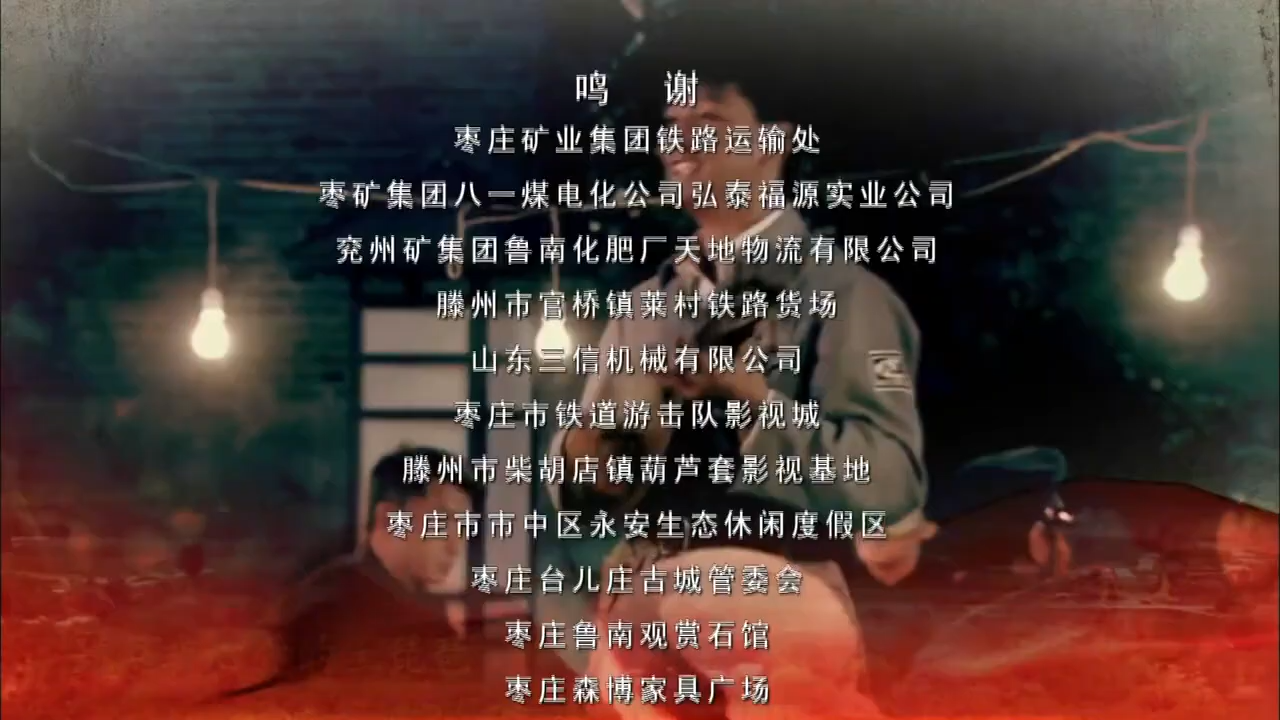 鸣 谢
枣庄矿业集团铁路运输处
枣矿集团八一煤电化公司弘泰福源实业公司
兖州矿集团鲁南化肥厂天地物流有限公司
滕州市官桥镇莱村铁路货场
山东三信机械有限公司
枣庄市铁道游击队影视城
滕州市柴胡店镇葫芦套影视基地
枣庄市市中区永安生态休闲度假区
枣庄台儿庄古城管委会
枣庄鲁南观赏石馆
枣庄森博家具广场